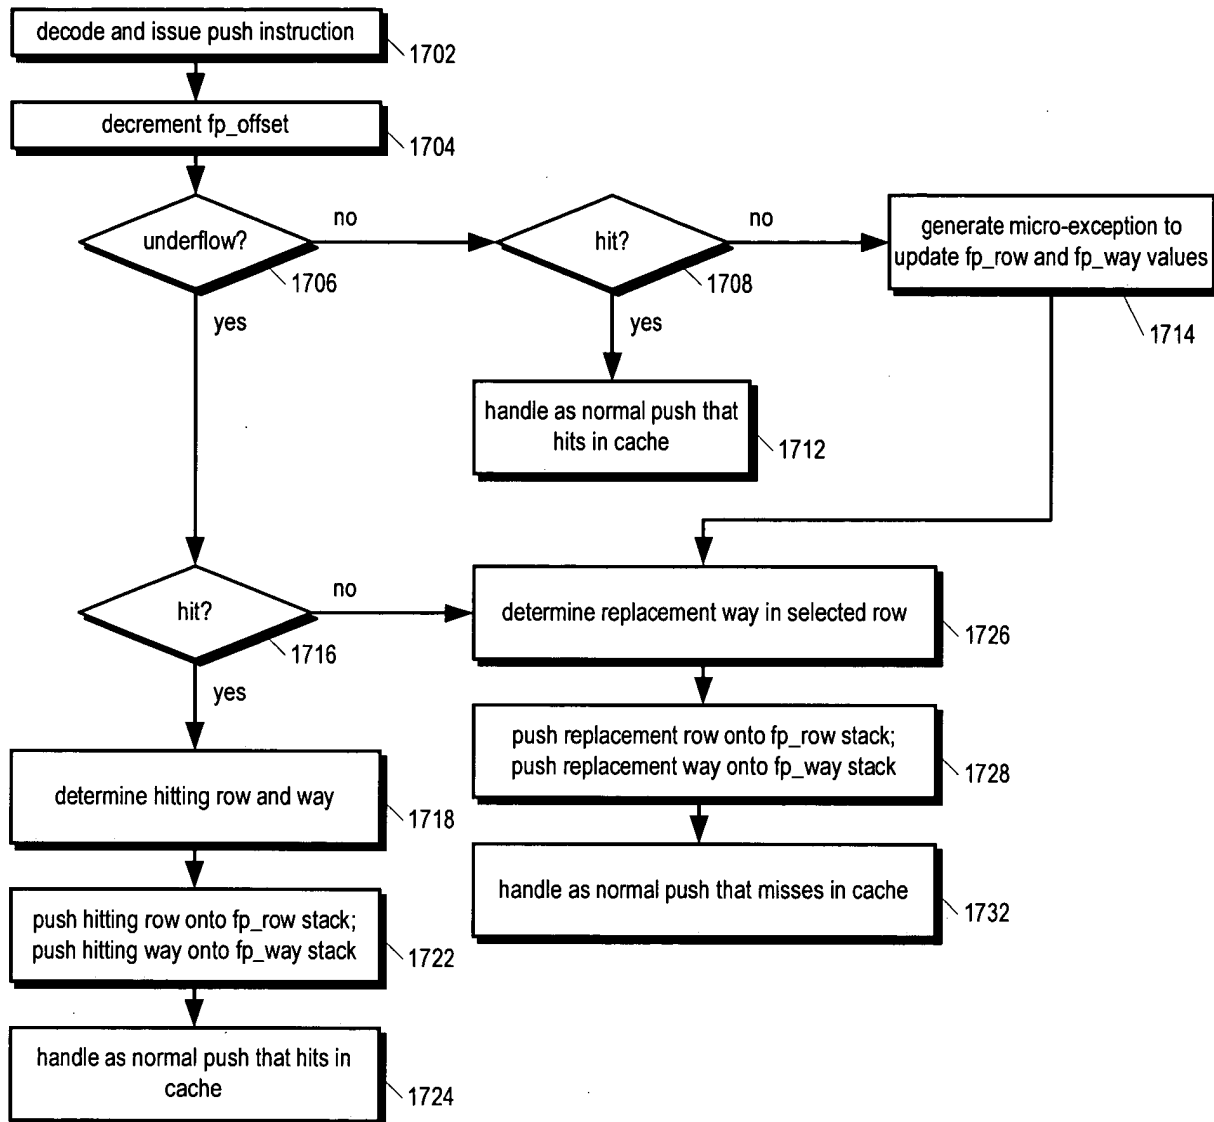 decode and issue push instruction
1702
decrement fp_offset
1704
underflow?
1706
no
yes
hit?
1708
no
yes
generate micro-exception to
update fp_row and fp_way values
1714
handle as normal push that
hits in cache
1712
hit?
1716
no
yes
determine replacement way in selected row
1726
push replacement row onto fp_row stack;
push replacement way onto fp_way stack
1728
handle as normal push that misses in cache
1732
determine hitting row and way
1718
push hitting row onto fp_row stack;
push hitting way onto fp_way stack
1722
handle as normal push that hits in
cache
1724